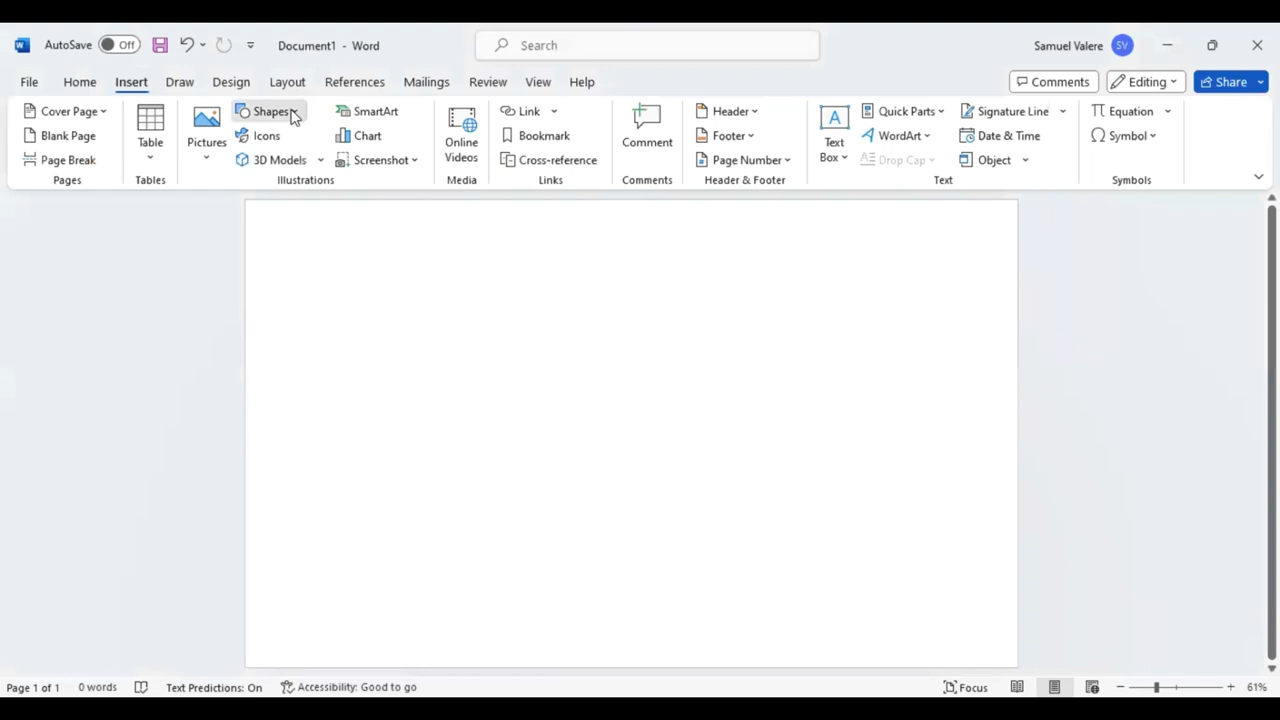 AutoSave Off Document1 - Word Search Samuel Valere SV
File Home Insert Draw Design Layout References Mailings Review View Help Comments Editing Share
Cover Page Shapes SmartArt Link Header Quick Parts Signature Line Equation
Blank Page Icons Chart Bookmark Footer WordArt Date & Time Symbol
Page Break 3D Models Screenshot Cross-reference Page Number Drop Cap Object
Table Pictures Online Videos Comment Text Box
Pages Tables Illustrations Media Links Comments Header & Footer Text Symbols
Page 1 of 1 0 words Text Predictions: On Accessibility: Good to go Focus 61%